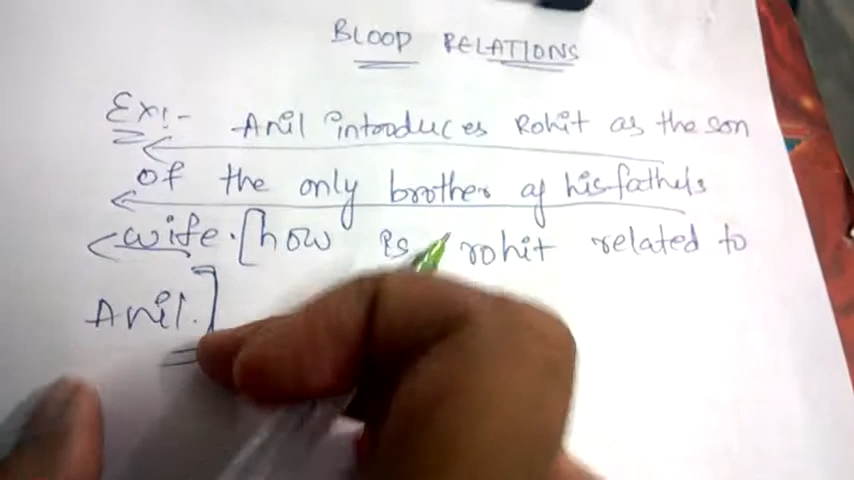 BLOOD RELATIONS
Ex:- Anil introduces Rohit as the son
of the only brother of his father's
wife. [how is rohit related to
Anil.]